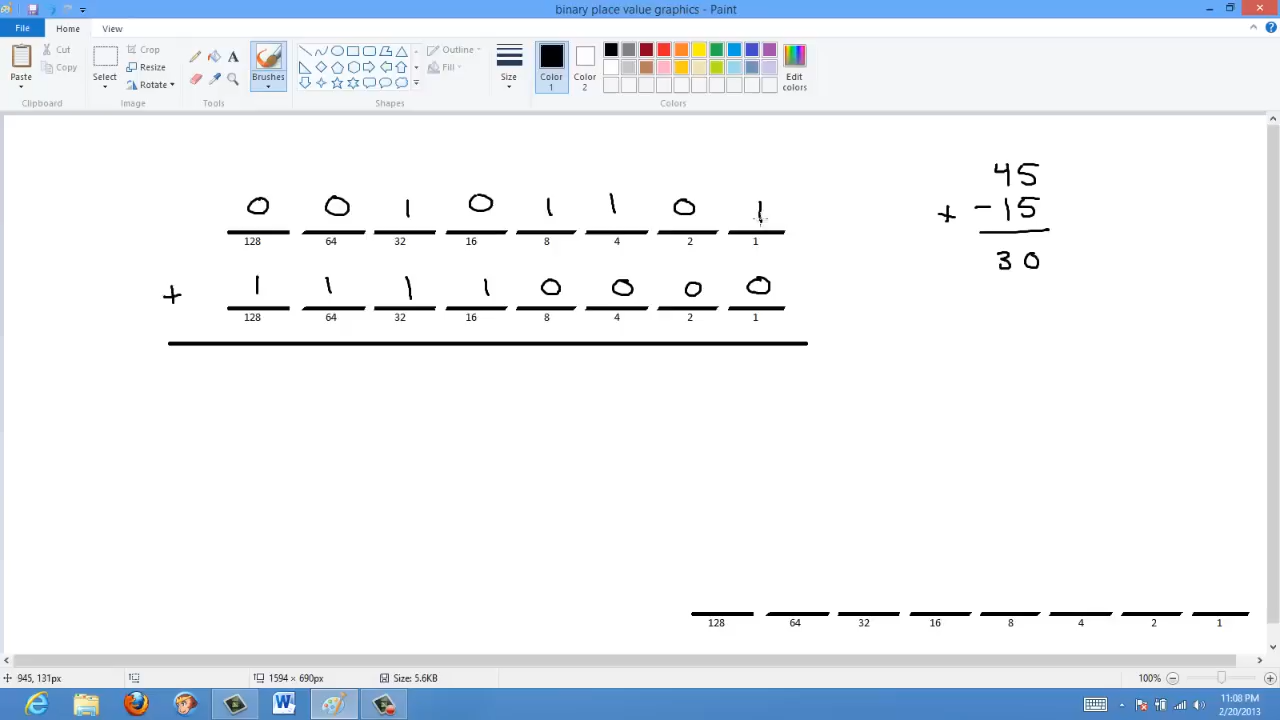 binary place value graphics - Paint
File Home View
Paste Cut Copy Clipboard
Select Crop Resize Rotate Image
A Tools
Brushes
Outline Fill Shapes
Size
Color 1 Color 2 Edit colors Colors
0 0 1 0 1 1 0 1
128 64 32 16 8 4 2 1
+ 1 1 1 1 0 0 0 0
128 64 32 16 8 4 2 1
45
+ -15
30
128 64 32 16 8 4 2 1
945, 131px 1594 × 690px Size: 5.6KB 100%
11:08 PM
2/20/2013